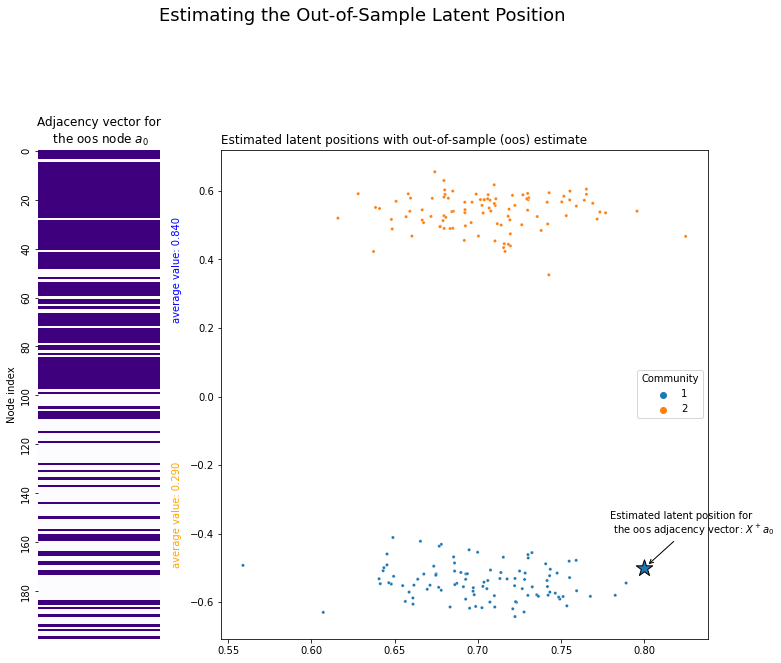 Estimating the Out-of-Sample Latent Position
Adjacency vector for
the oos node a₀
Node index
0
20
40
60
80
100
120
140
160
180
average value: 0.840
average value: 0.290
Estimated latent positions with out-of-sample (oos) estimate
0.6
0.4
0.2
0.0
−0.2
−0.4
−0.6
Community
1
2
Estimated latent position for
the oos adjacency vector: X⁺a₀
0.55
0.60
0.65
0.70
0.75
0.80